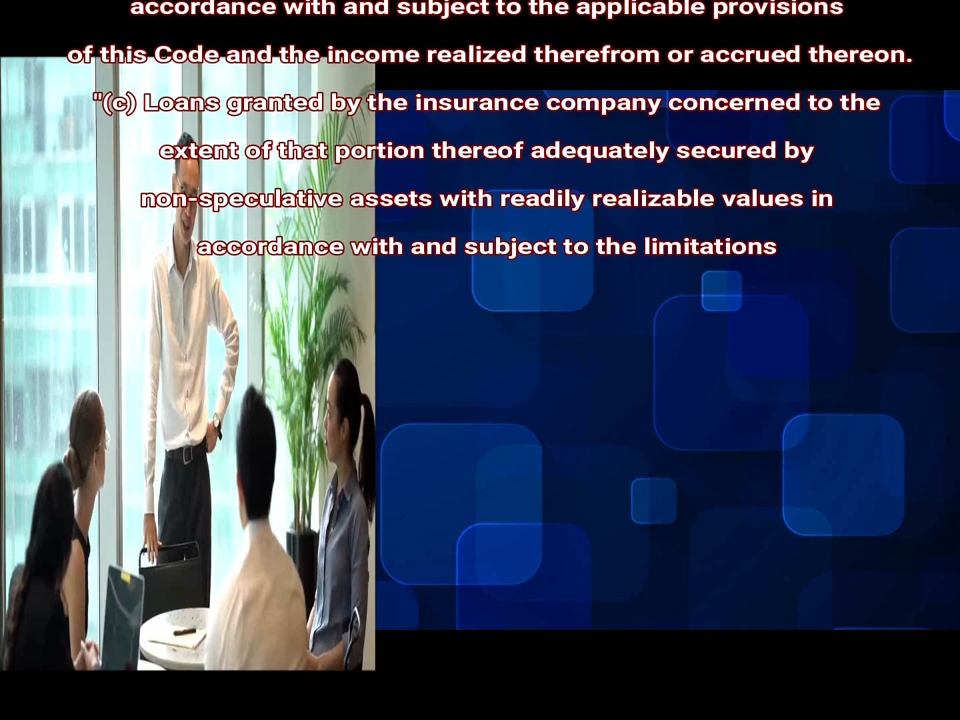 accordance with and subject to the applicable provisions
of this Code and the income realized therefrom or accrued thereon.
"(c) Loans granted by the insurance company concerned to the
extent of that portion thereof adequately secured by
non-speculative assets with readily realizable values in
accordance with and subject to the limitations